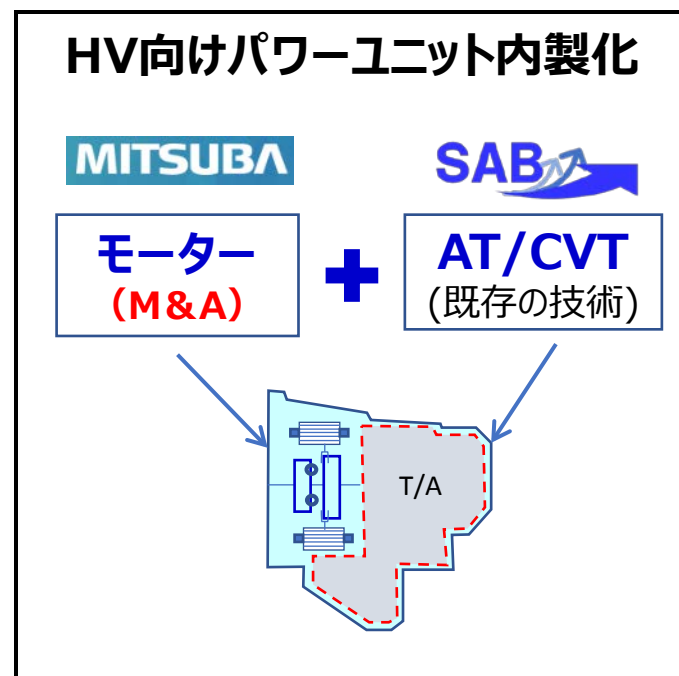 HV向けパワーユニット内製化
MITSUBA
SAB
モーター
（M＆A）
AT/CVT
(既存の技術)
T/A